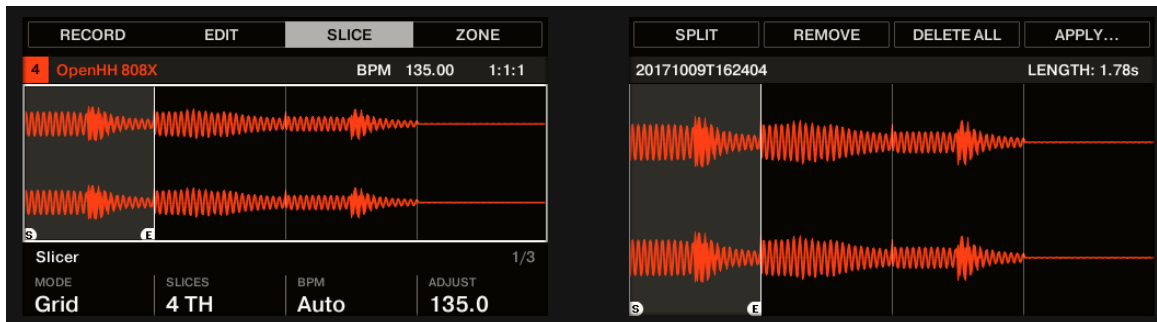 RECORD EDIT SLICE ZONE
4 OpenHH 808X BPM 135.00 1:1:1
S E
Slicer 1/3
MODE SLICES BPM ADJUST
Grid 4 TH Auto 135.0
SPLIT REMOVE DELETE ALL APPLY...
20171009T162404 LENGTH: 1.78s
S E